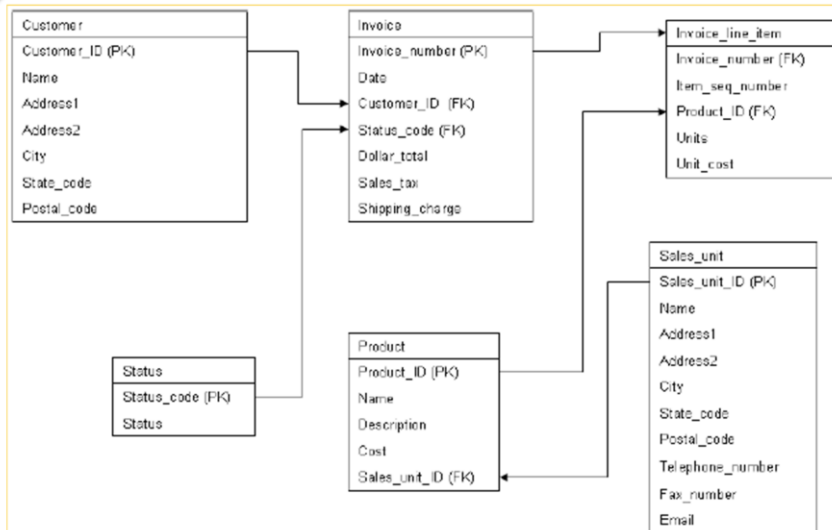 Customer
Customer_ID (PK)
Name
Address1
Address2
City
State_code
Postal_code
Invoice
Invoice_number (PK)
Date
Customer_ID (FK)
Status_code (FK)
Dollar_total
Sales_tax
Shipping_charge
Invoice_line_item
Invoice_number (FK)
Item_seq_number
Product_ID (FK)
Units
Unit_cost
Status
Status_code (PK)
Status
Product
Product_ID (PK)
Name
Description
Cost
Sales_unit_ID (FK)
Sales_unit
Sales_unit_ID (PK)
Name
Address1
Address2
City
State_code
Postal_code
Telephone_number
Fax_number
Email